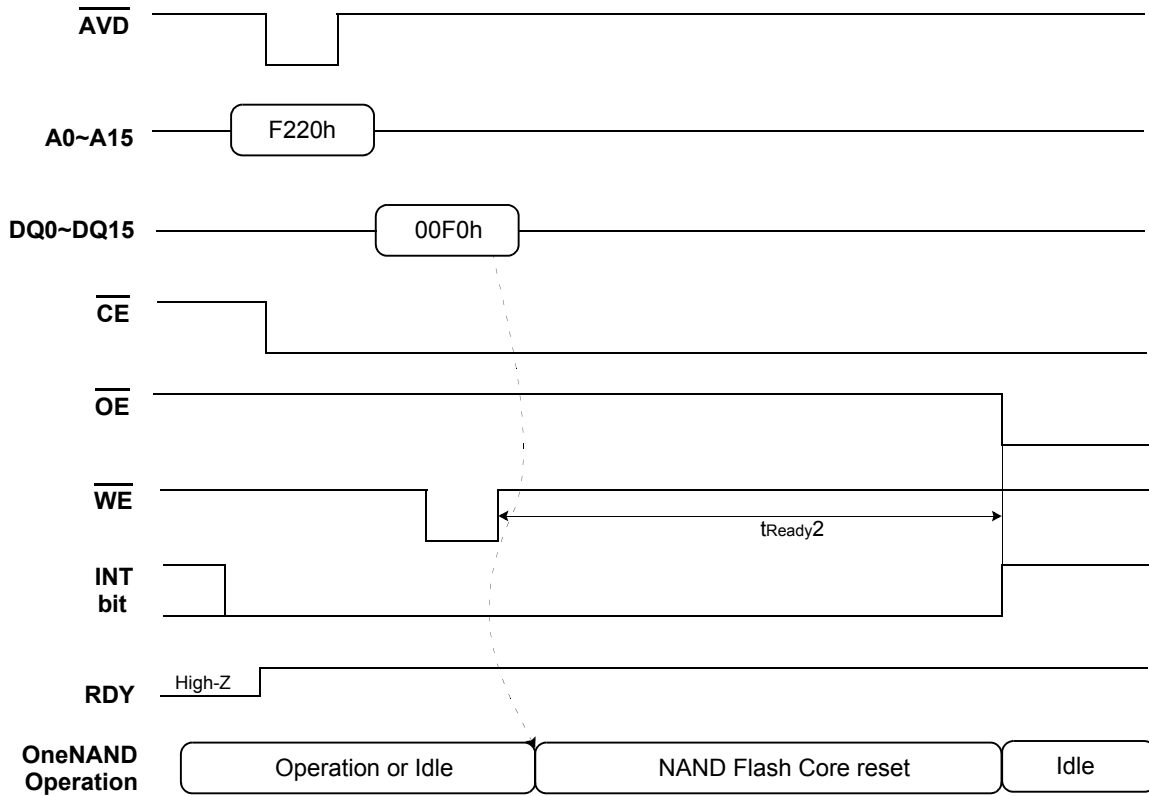 AVD
A0~A15
F220h
DQ0~DQ15
00F0h
CE
OE
WE
tReady2
INT
bit
RDY
High-Z
OneNAND
Operation
Operation or Idle
NAND Flash Core reset
Idle